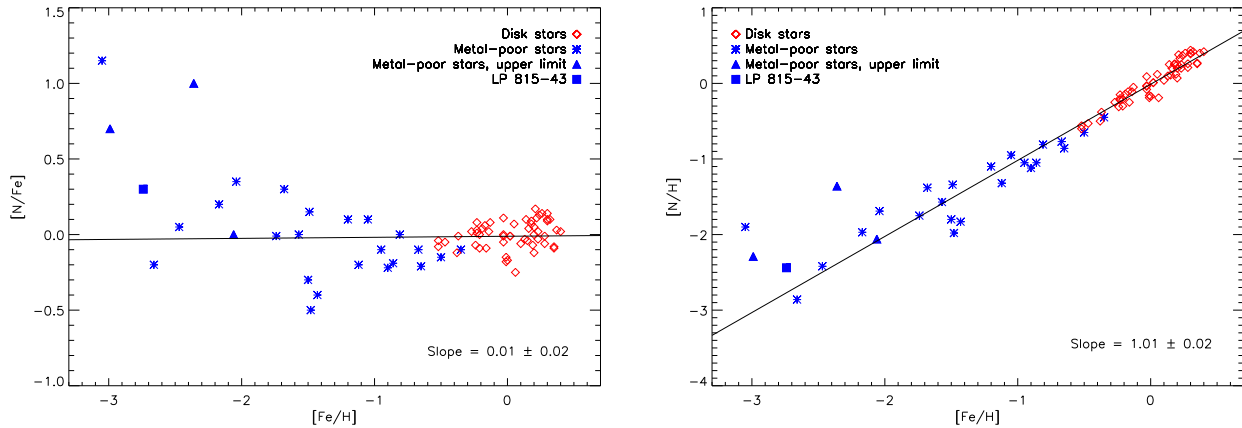 1.5
1.0
0.5
0.0
-0.5
-1.0
[N/Fe]
Disk stars
Metal-poor stars
Metal-poor stars, upper limit
LP 815-43
Slope = 0.01 ± 0.02
-3
-2
-1
0
[Fe/H]
1
0
-1
-2
-3
-4
[N/H]
Disk stars
Metal-poor stars
Metal-poor stars, upper limit
LP 815-43
Slope = 1.01 ± 0.02
-3
-2
-1
0
[Fe/H]